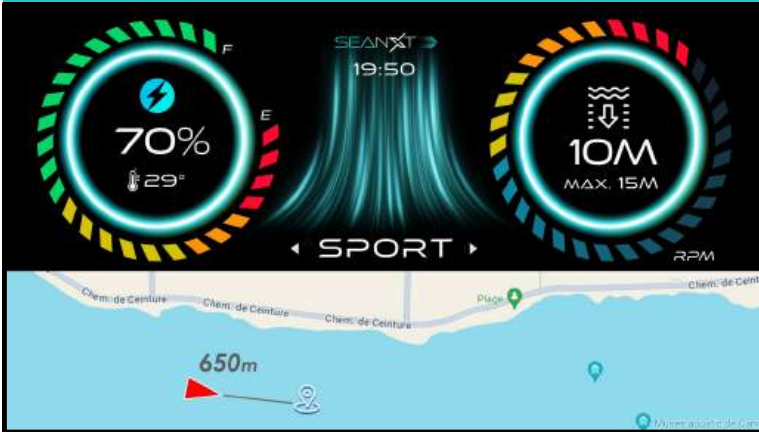 F
SEANXT
19:50
E
70%
29°
10M
MAX. 15M
SPORT
RPM
Chem. de Ceinture
Chem. de Ceinture
Chem. de Ceinture
Plage
Chem. de Ceint
650m